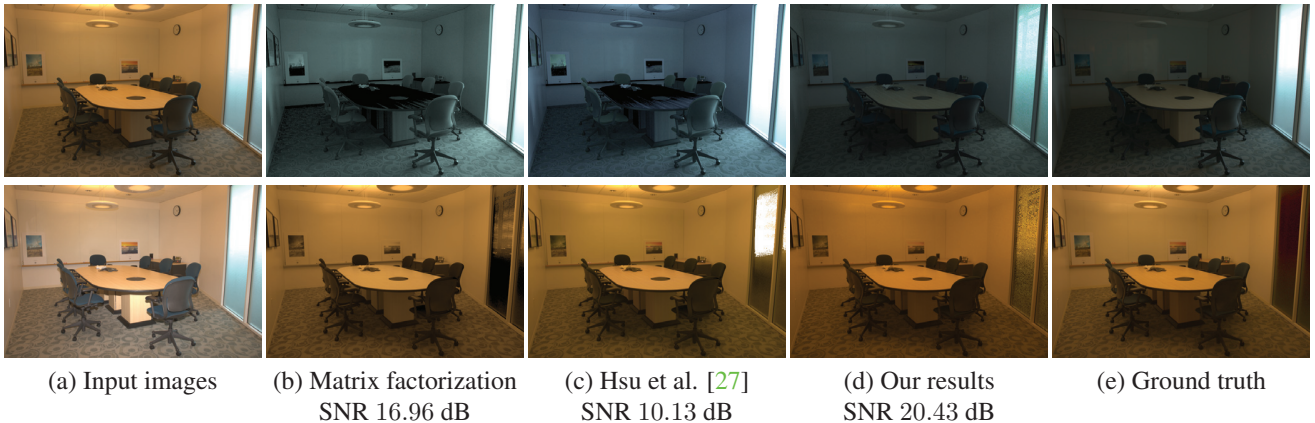 (a) Input images
(b) Matrix factorization
SNR 16.96 dB
(c) Hsu et al. [27]
SNR 10.13 dB
(d) Our results
SNR 20.43 dB
(e) Ground truth